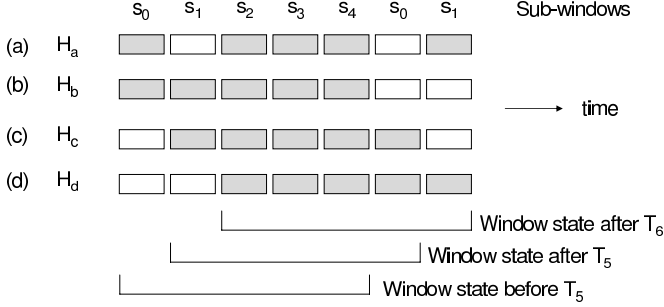 s0 s1 s2 s3 s4 s0 s1 Sub-windows
(a) Ha
(b) Hb
time
(c) Hc
(d) Hd
Window state after T6
Window state after T5
Window state before T5